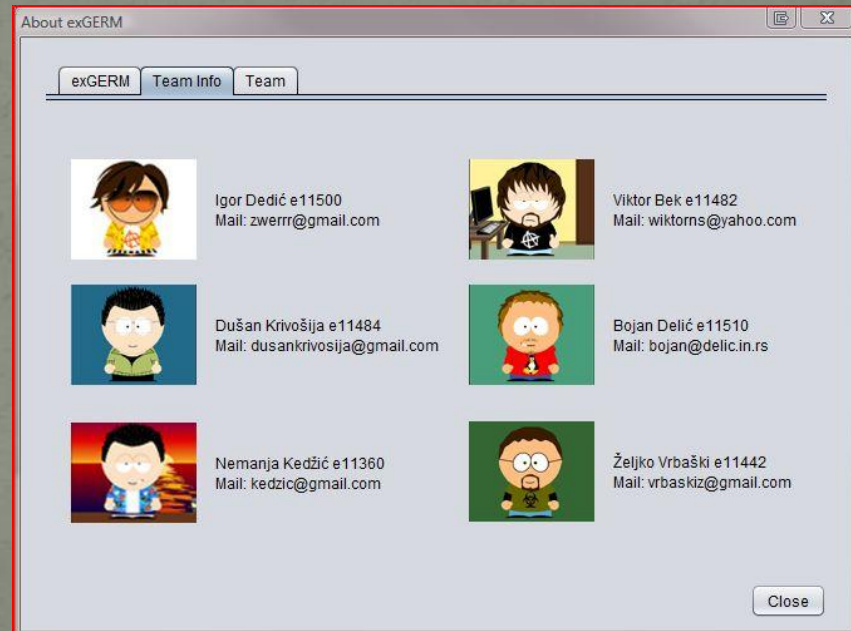 About exGERM
exGERM Team Info Team
Igor Dedić e11500
Mail: zwerrr@gmail.com
Viktor Bek e11482
Mail: wiktorns@yahoo.com
Dušan Krivošija e11484
Mail: dusankrivosija@gmail.com
Bojan Delić e11510
Mail: bojan@delic.in.rs
Nemanja Kedžić e11360
Mail: kedzic@gmail.com
Željko Vrbaški e11442
Mail: vrbaskiz@gmail.com
Close